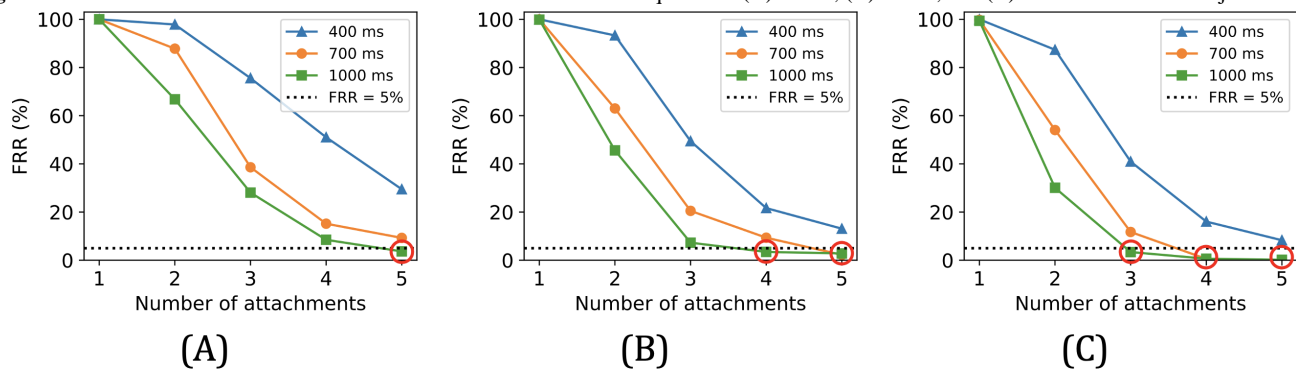 100
80
60
40
20
0
FRR (%)
400 ms
700 ms
1000 ms
FRR = 5%
1 2 3 4 5
Number of attachments
(A)
100
80
60
40
20
0
FRR (%)
400 ms
700 ms
1000 ms
FRR = 5%
1 2 3 4 5
Number of attachments
(B)
100
80
60
40
20
0
FRR (%)
400 ms
700 ms
1000 ms
FRR = 5%
1 2 3 4 5
Number of attachments
(C)